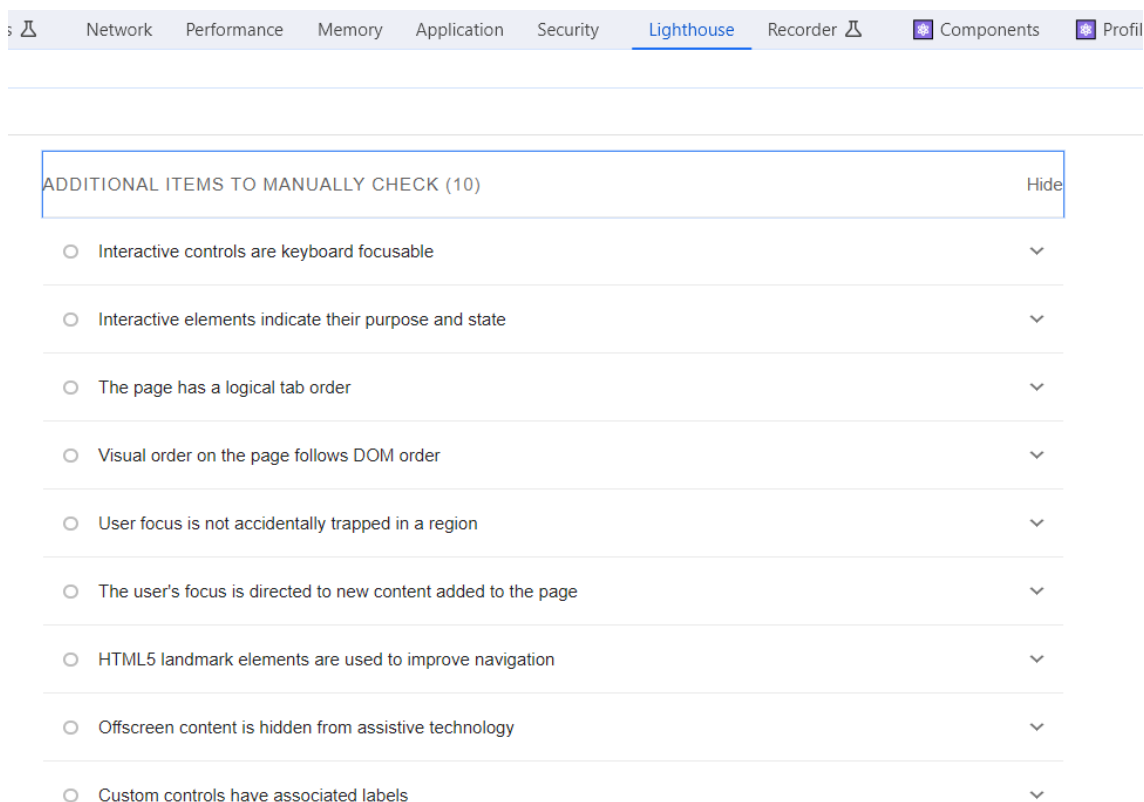 s Network Performance Memory Application Security Lighthouse Recorder Components Profil
ADDITIONAL ITEMS TO MANUALLY CHECK (10) Hide
Interactive controls are keyboard focusable
Interactive elements indicate their purpose and state
The page has a logical tab order
Visual order on the page follows DOM order
User focus is not accidentally trapped in a region
The user's focus is directed to new content added to the page
HTML5 landmark elements are used to improve navigation
Offscreen content is hidden from assistive technology
Custom controls have associated labels